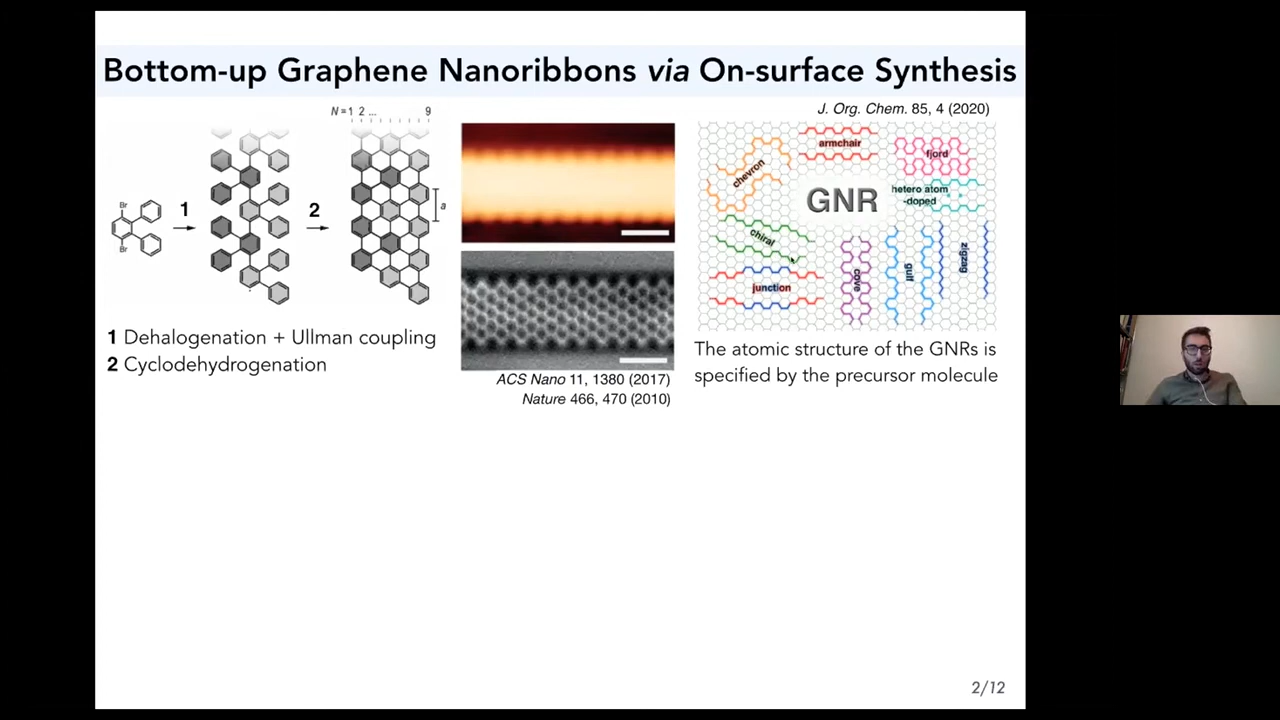 Bottom-up Graphene Nanoribbons via On-surface Synthesis
N = 1 2 ... 9
Br
Br
1
2
a
1 Dehalogenation + Ullman coupling
2 Cyclodehydrogenation
ACS Nano 11, 1380 (2017)
Nature 466, 470 (2010)
J. Org. Chem. 85, 4 (2020)
armchair
chevron
fjord
GNR
hetero atom
-doped
chiral
zigzag
cove
gulf
junction
The atomic structure of the GNRs is
specified by the precursor molecule
2/12